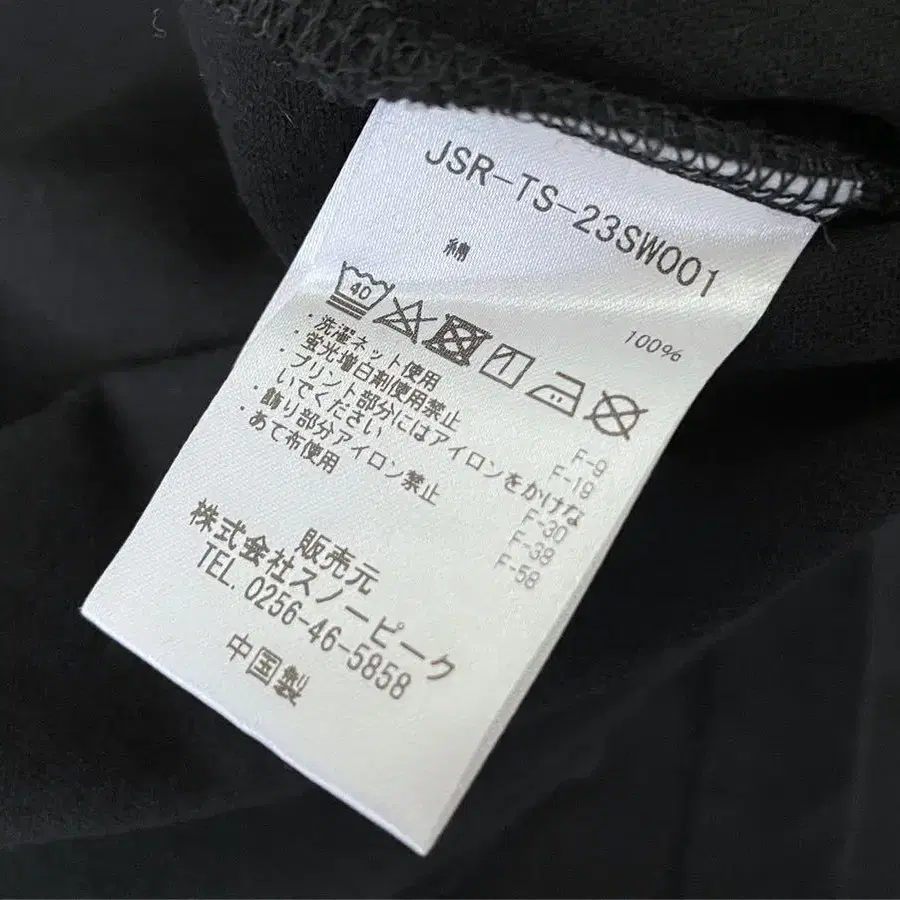 JSR-TS-23SW001
綿 100%
40
・洗濯ネット使用 F-9
・蛍光増白剤使用禁止 F-19
・プリント部分にはアイロンをかけな
いでください F-30
・飾り部分アイロン禁止 F-38
あて布使用 F-58
販売元
株式会社スノーピーク
TEL. 0256-46-5858
中国製